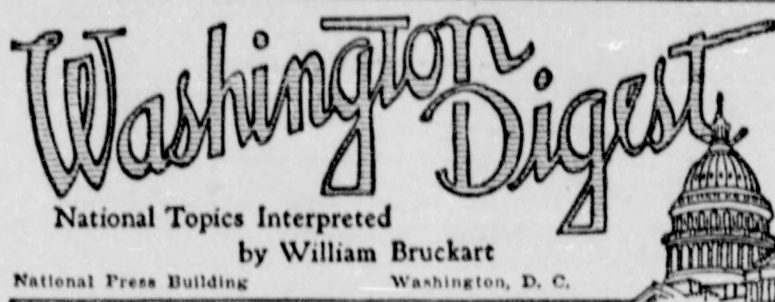 Washington
Digest
National Topics Interpreted
by William Bruckart
National Press Building Washington, D. C.